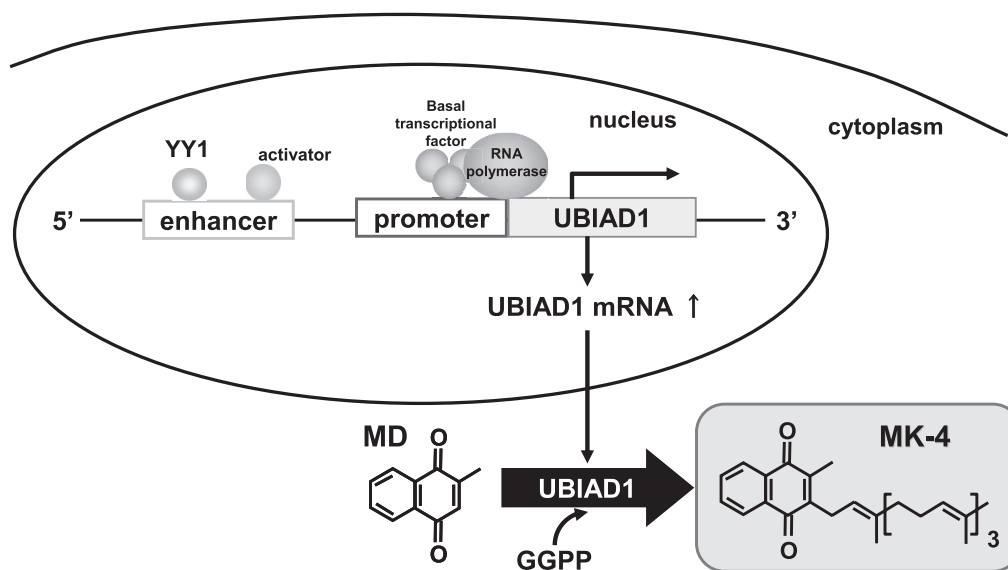 Basal
transcriptional
factor
nucleus
cytoplasm
YY1
activator
RNA
polymerase
5’
enhancer
promoter
UBIAD1
3’
UBIAD1 mRNA ↑
MD
O
O
UBIAD1
GGPP
MK-4
O
O
3